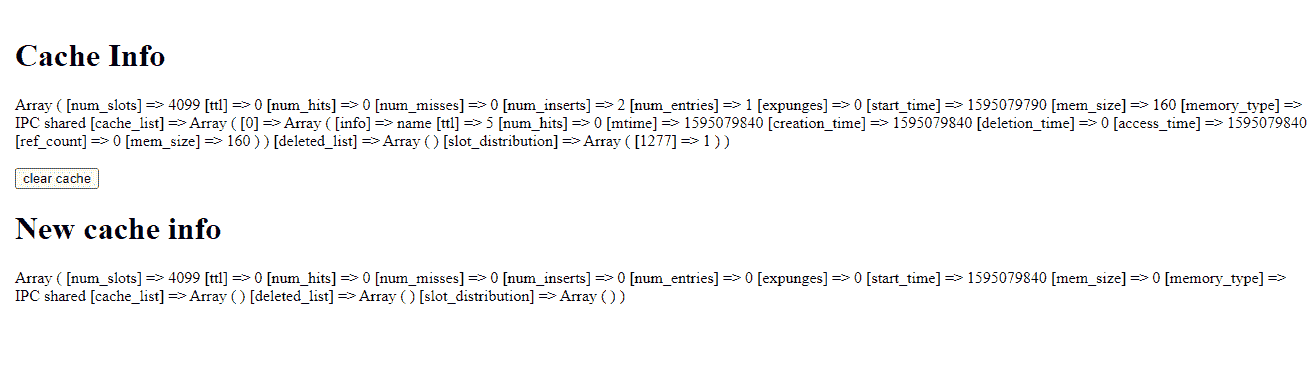 Cache Info
Array ( [num_slots] => 4099 [ttl] => 0 [num_hits] => 0 [num_misses] => 0 [num_inserts] => 2 [num_entries] => 1 [expunges] => 0 [start_time] => 1595079790 [mem_size] => 160 [memory_type] =>
IPC shared [cache_list] => Array ( [0] => Array ( [info] => name [ttl] => 5 [num_hits] => 0 [mtime] => 1595079840 [creation_time] => 1595079840 [deletion_time] => 0 [access_time] => 1595079840
[ref_count] => 0 [mem_size] => 160 ) ) [deleted_list] => Array ( ) [slot_distribution] => Array ( [1277] => 1 ) )
clear cache
New cache info
Array ( [num_slots] => 4099 [ttl] => 0 [num_hits] => 0 [num_misses] => 0 [num_inserts] => 0 [num_entries] => 0 [expunges] => 0 [start_time] => 1595079840 [mem_size] => 0 [memory_type] =>
IPC shared [cache_list] => Array ( ) [deleted_list] => Array ( ) [slot_distribution] => Array ( ) )